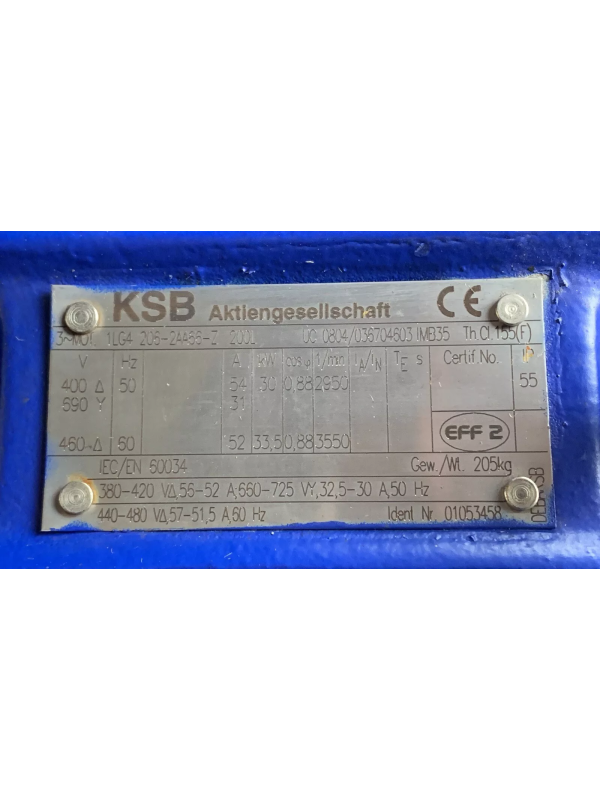 KSB Aktiengesellschaft CE
3~MOT. 1LG4 206-2AA66-Z UC 0804/036704603 IMB35 Th.Cl.155(F)
V Hz A kW cos φ 1/min IA/IN TE s Certif.No. IP
400 Δ 50 54 30 0,88 2950 55
690 Y 31
460 Δ 60 52 33,5 0,88 3550 EFF 2
IEC/EN 60034 Gew./Wt. 205kg
380-420 VΔ,56-52 A;660-725 VY,32,5-30 A,50 Hz
440-480 VΔ,57-51,5 A,60 Hz Ident Nr 01053458